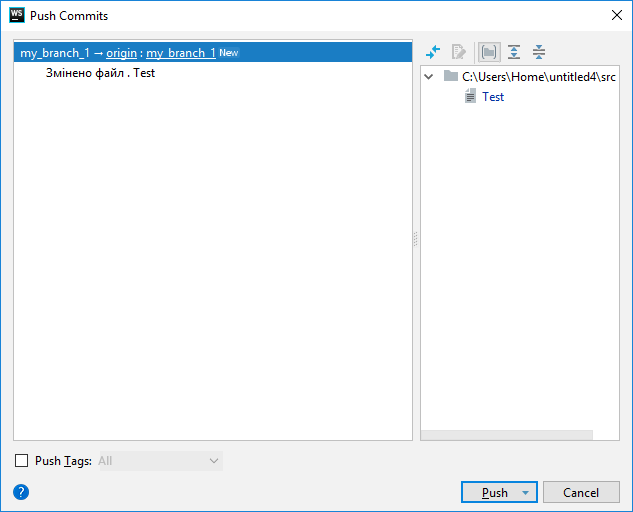 WS Push Commits
my_branch_1 → origin : my_branch_1 New
Змінено файл . Test
C:\Users\Home\untitled4\src
Test
Push Tags: All
? Push Cancel